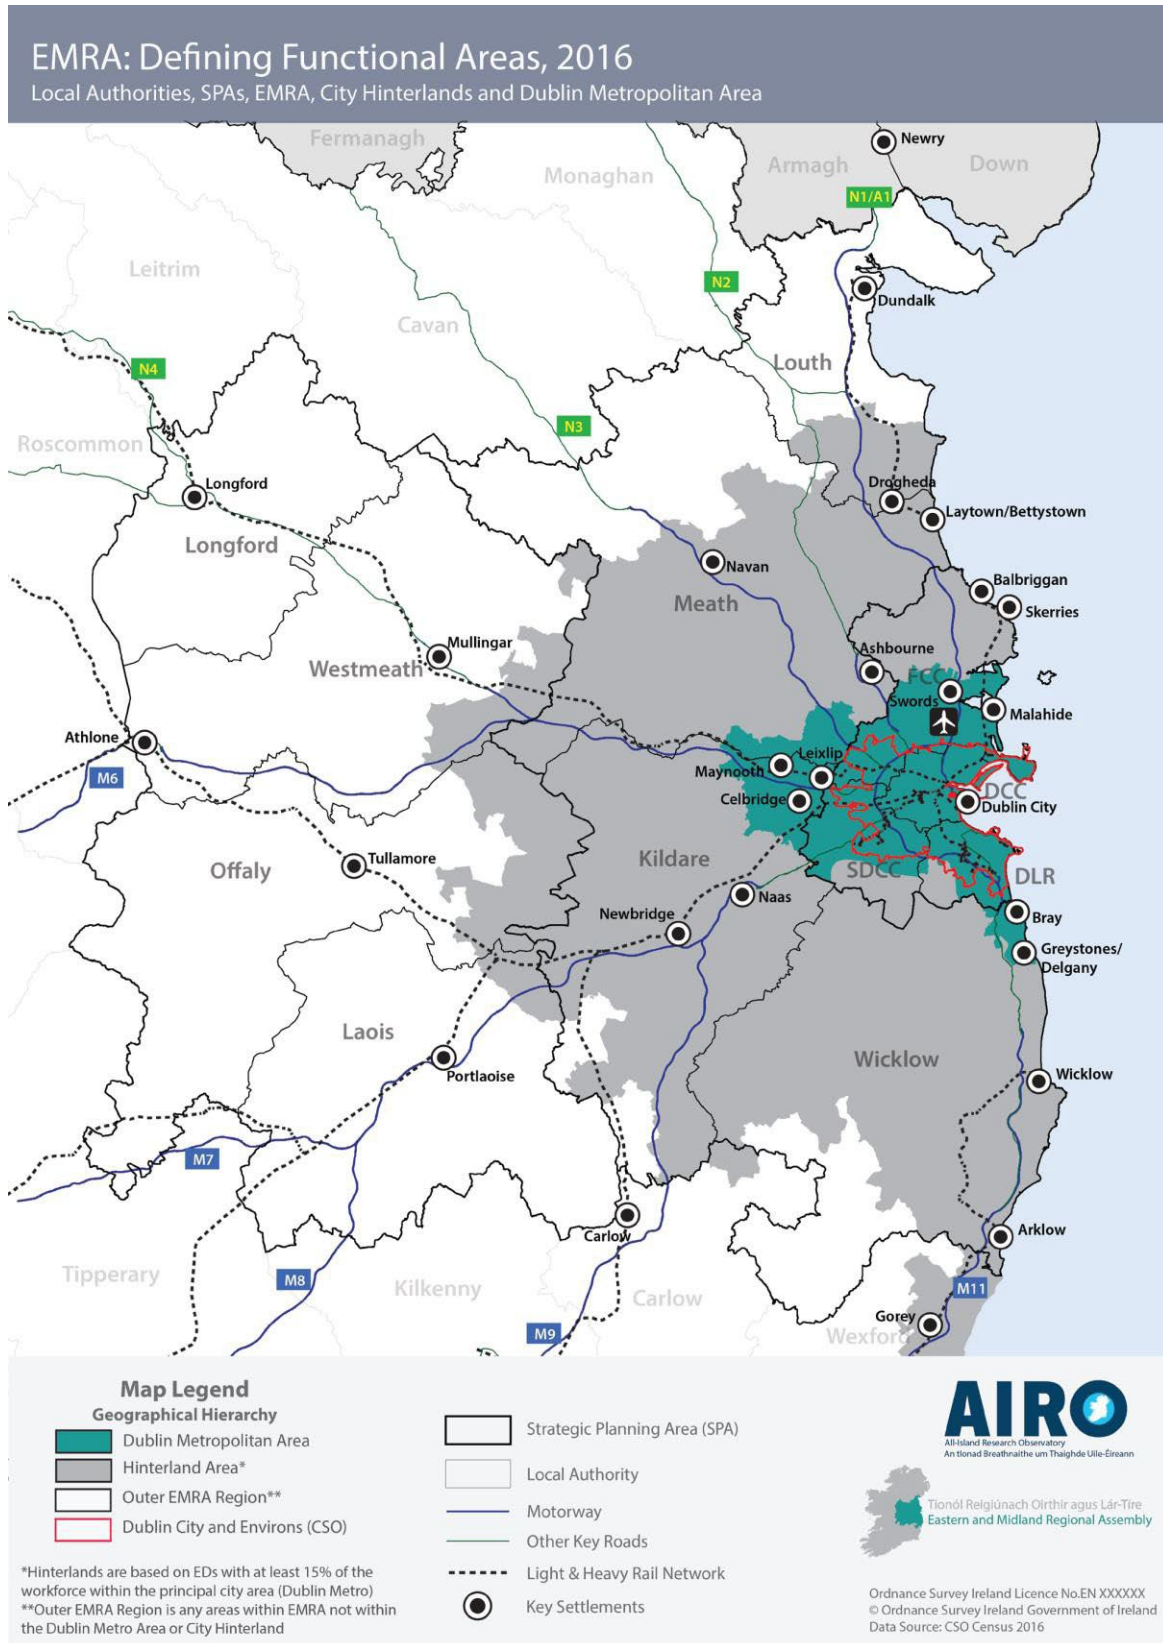 EMRA: Defining Functional Areas, 2016
Local Authorities, SPAs, EMRA, City Hinterlands and Dublin Metropolitan Area
Fermanagh
Monaghan
Armagh
Newry
Down
N1/A1
Leitrim
N2
Dundalk
Cavan
Louth
N4
N3
Roscommon
Longford
Drogheda
Laytown/Bettystown
Longford
Navan
Balbriggan
Meath
Skerries
Mullingar
Ashbourne
Westmeath
FCC
Swords
Malahide
Athlone
M6
Leixlip
Maynooth
Celbridge
DCC
Dublin City
Tullamore
Kildare
Offaly
SDCC
DLR
Naas
Newbridge
Bray
Greystones/
Delgany
Laois
Wicklow
Portlaoise
Wicklow
M7
Carlow
Arklow
Tipperary
M8
Kilkenny
Carlow
M11
Gorey
M9
Wexford
Map Legend
Geographical Hierarchy
Dublin Metropolitan Area
Hinterland Area*
Outer EMRA Region**
Dublin City and Environs (CSO)
*Hinterlands are based on EDs with at least 15% of the
workforce within the principal city area (Dublin Metro)
**Outer EMRA Region is any areas within EMRA not within
the Dublin Metro Area or City Hinterland
Strategic Planning Area (SPA)
Local Authority
Motorway
Other Key Roads
Light & Heavy Rail Network
Key Settlements
AIRO
All-Island Research Observatory
An tIonad Breathnaithe um Thaighde Uile-Éireann
Tionól Reigiúnach Oirthir agus Lár-Tíre
Eastern and Midland Regional Assembly
Ordnance Survey Ireland Licence No.EN XXXXXX
© Ordnance Survey Ireland Government of Ireland
Data Source: CSO Census 2016